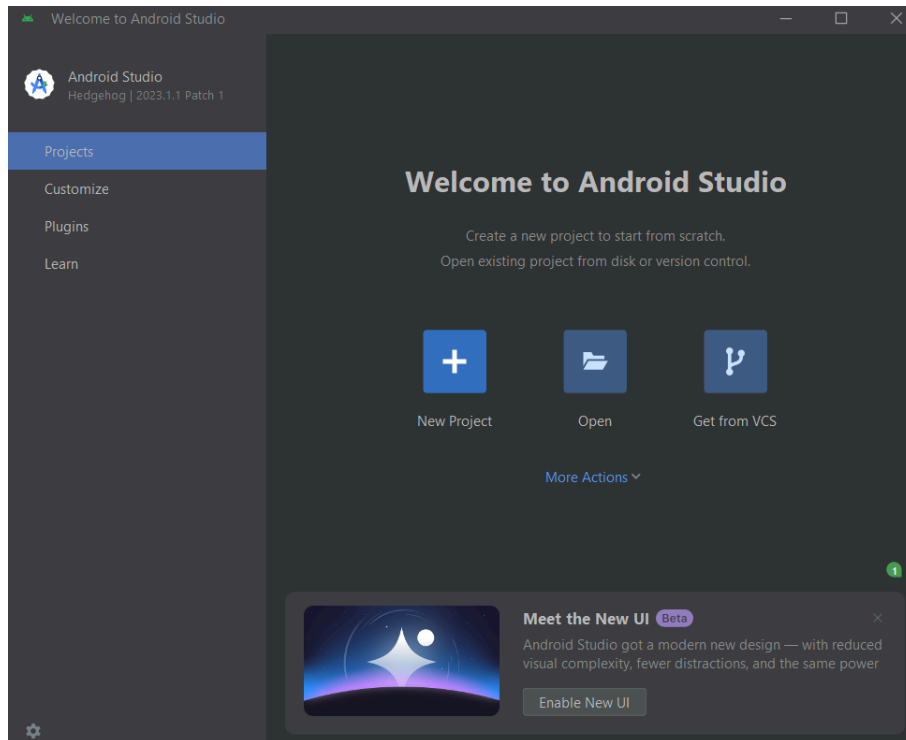 Welcome to Android Studio
Android Studio
Hedgehog | 2023.1.1 Patch 1
Projects
Customize
Plugins
Learn
Welcome to Android Studio
Create a new project to start from scratch.
Open existing project from disk or version control.
New Project
Open
Get from VCS
More Actions
1
Meet the New UI Beta
Android Studio got a modern new design — with reduced
visual complexity, fewer distractions, and the same power
Enable New UI